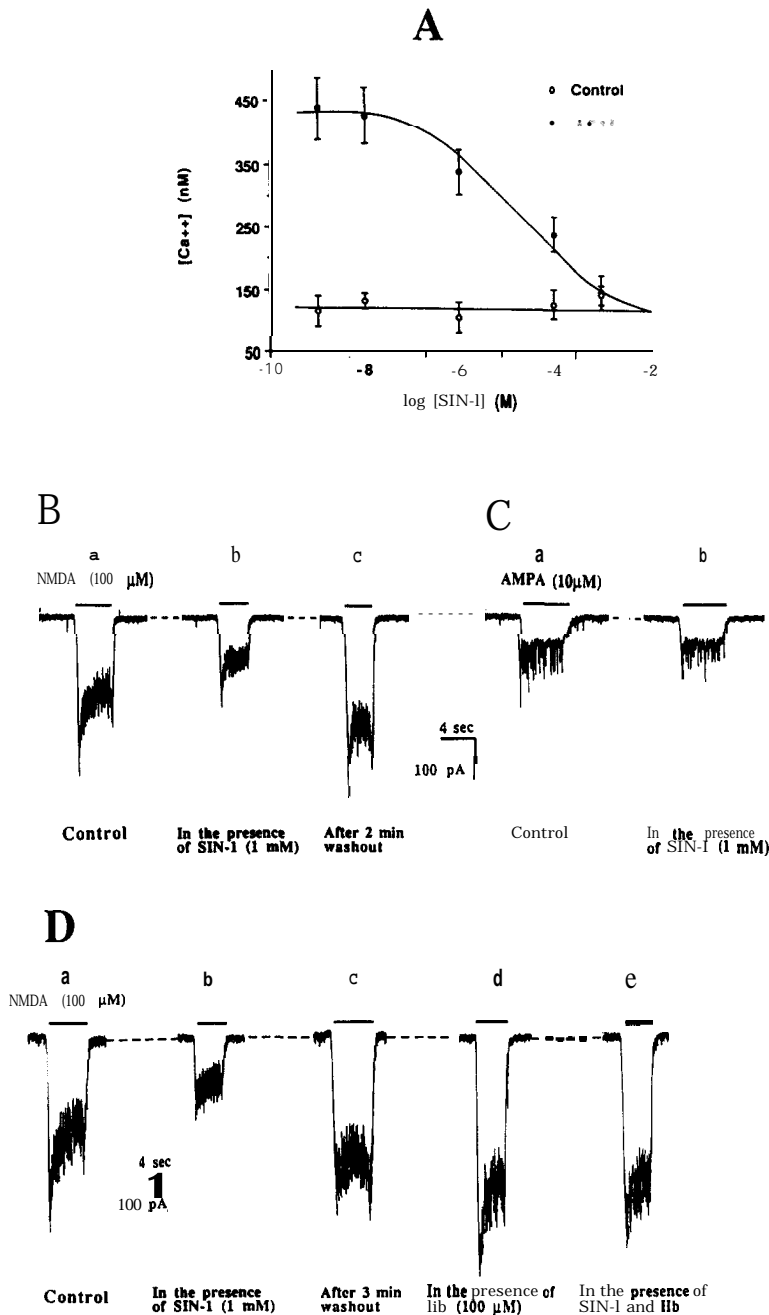 A
450
350
250
150
50
[Ca++] (nM)
Control
-10 -8 -6 -4 -2
log [SIN-l] (M)
B
C
a b c
a b
NMDA (100 µM)
AMPA (10µM)
4 sec
100 pA
Control
In the presence
of SIN-1 (1 mM)
After 2 min
washout
Control
In the presence
of SIN-I (1 mM)
D
a b c d e
NMDA (100 µM)
4 sec
100 pA
Control
In the presence
of SIN-1 (1 mM)
After 3 min
washout
In the presence of
lib (100 µM)
In the presence of
SIN-l and IIb